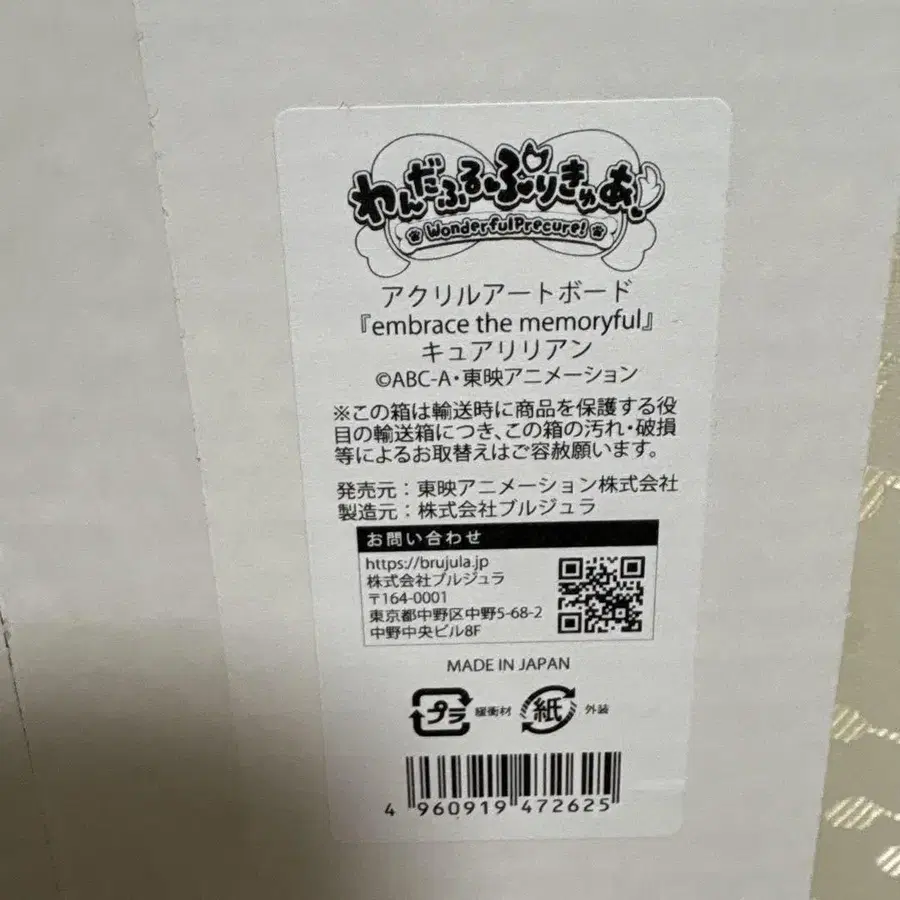 わんだふるぷりきゅあ!
WonderfulPrecure!
アクリルアートボード
『embrace the memoryful』
キュアリリアン
©ABC-A・東映アニメーション
※この箱は輸送時に商品を保護する役
目の輸送箱につき、この箱の汚れ・破損
等によるお取替えはご容赦願います。
発売元：東映アニメーション株式会社
製造元：株式会社ブルジュラ
お問い合わせ
https://brujula.jp
株式会社ブルジュラ
〒164-0001
東京都中野区中野5-68-2
中野中央ビル8F
MADE IN JAPAN
プラ 緩衝材 紙 外装
4 960919 472625